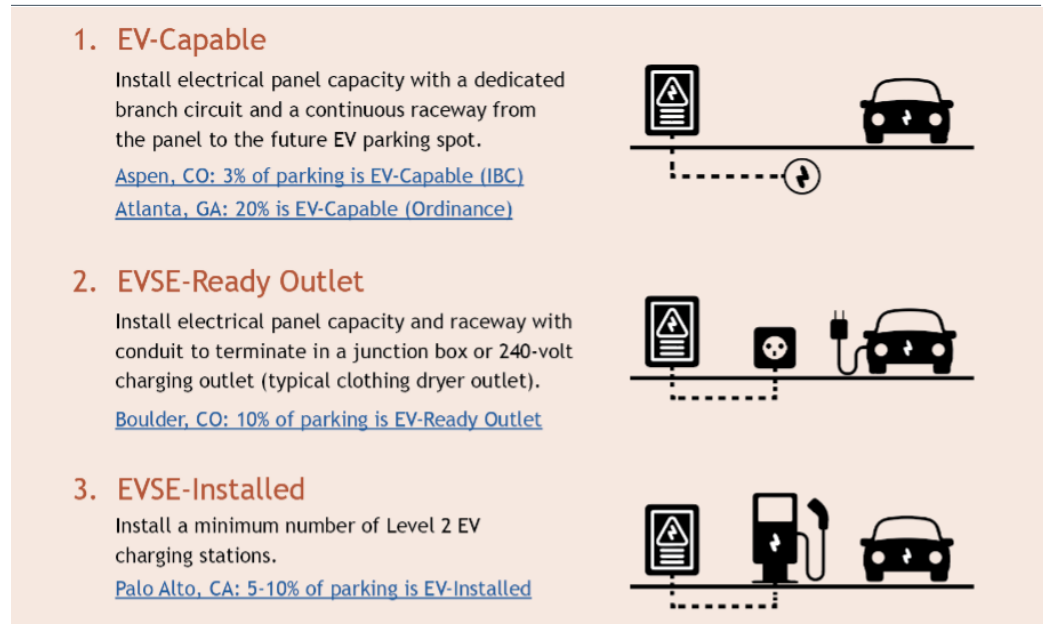 1. EV-Capable
Install electrical panel capacity with a dedicated
branch circuit and a continuous raceway from
the panel to the future EV parking spot.
Aspen, CO: 3% of parking is EV-Capable (IBC)
Atlanta, GA: 20% is EV-Capable (Ordinance)
2. EVSE-Ready Outlet
Install electrical panel capacity and raceway with
conduit to terminate in a junction box or 240-volt
charging outlet (typical clothing dryer outlet).
Boulder, CO: 10% of parking is EV-Ready Outlet
3. EVSE-Installed
Install a minimum number of Level 2 EV
charging stations.
Palo Alto, CA: 5-10% of parking is EV-Installed